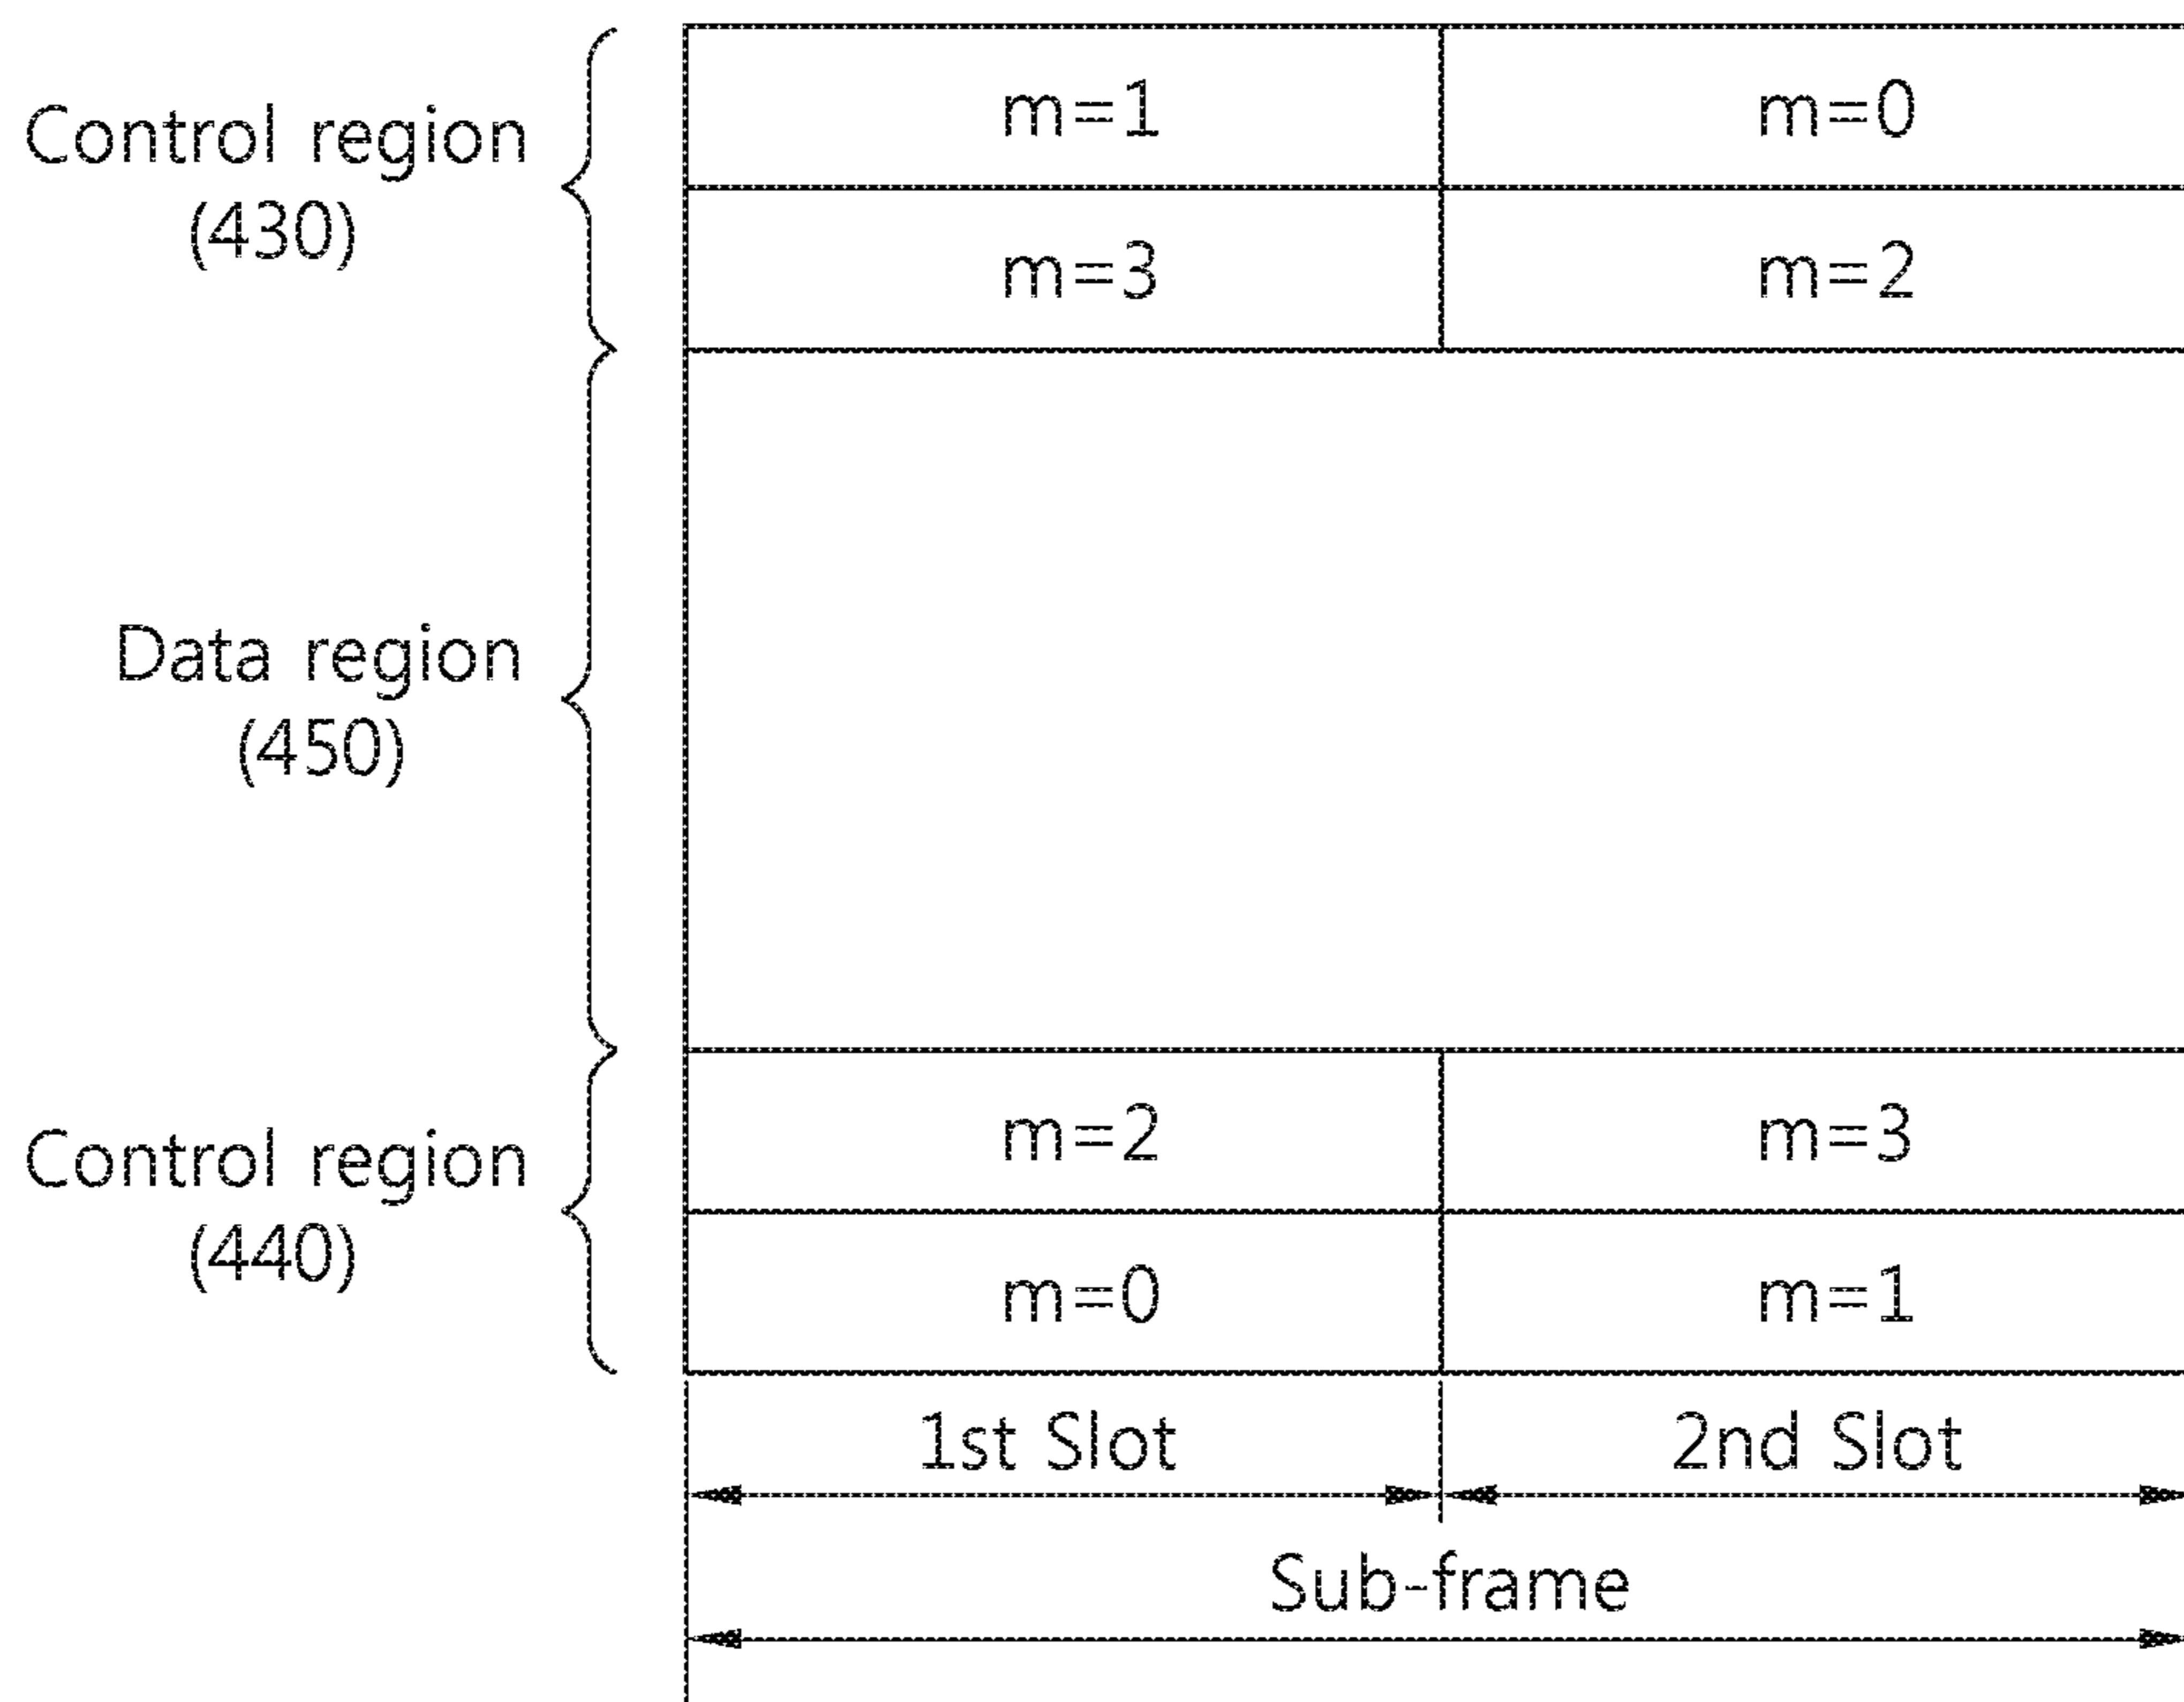 m=1 m=0
Control region
(430)
m=3 m=2
Data region
(450)
m=2 m=3
Control region
(440)
m=0 m=1
1st Slot 2nd Slot
Sub-frame